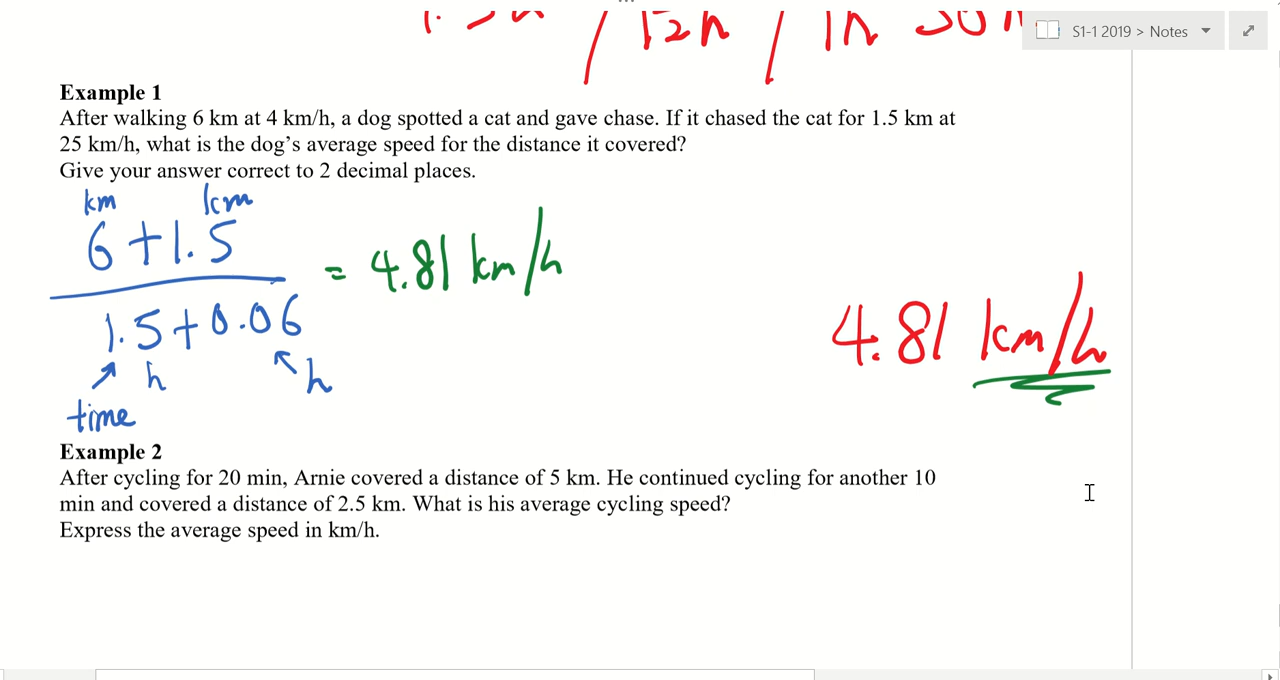 S1-1 2019 > Notes
Example 1
After walking 6 km at 4 km/h, a dog spotted a cat and gave chase. If it chased the cat for 1.5 km at
25 km/h, what is the dog’s average speed for the distance it covered?
Give your answer correct to 2 decimal places.
km km
6 + 1.5
1.5 + 0.06
= 4.81 km/h
h h
time
4.81 km/h
Example 2
After cycling for 20 min, Arnie covered a distance of 5 km. He continued cycling for another 10
min and covered a distance of 2.5 km. What is his average cycling speed?
Express the average speed in km/h.